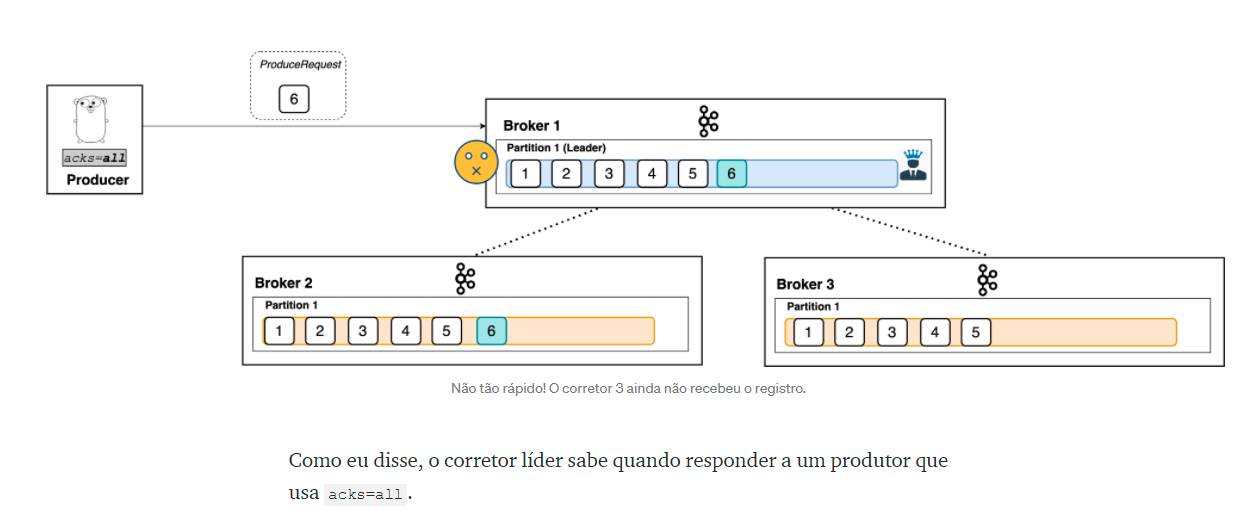 ProduceRequest
6
acks=all
Producer
Broker 1
Partition 1 (Leader)
1 2 3 4 5 6
Broker 2
Partition 1
1 2 3 4 5 6
Broker 3
Partition 1
1 2 3 4 5
Não tão rápido! O corretor 3 ainda não recebeu o registro.
Como eu disse, o corretor líder sabe quando responder a um produtor que
usa acks=all.